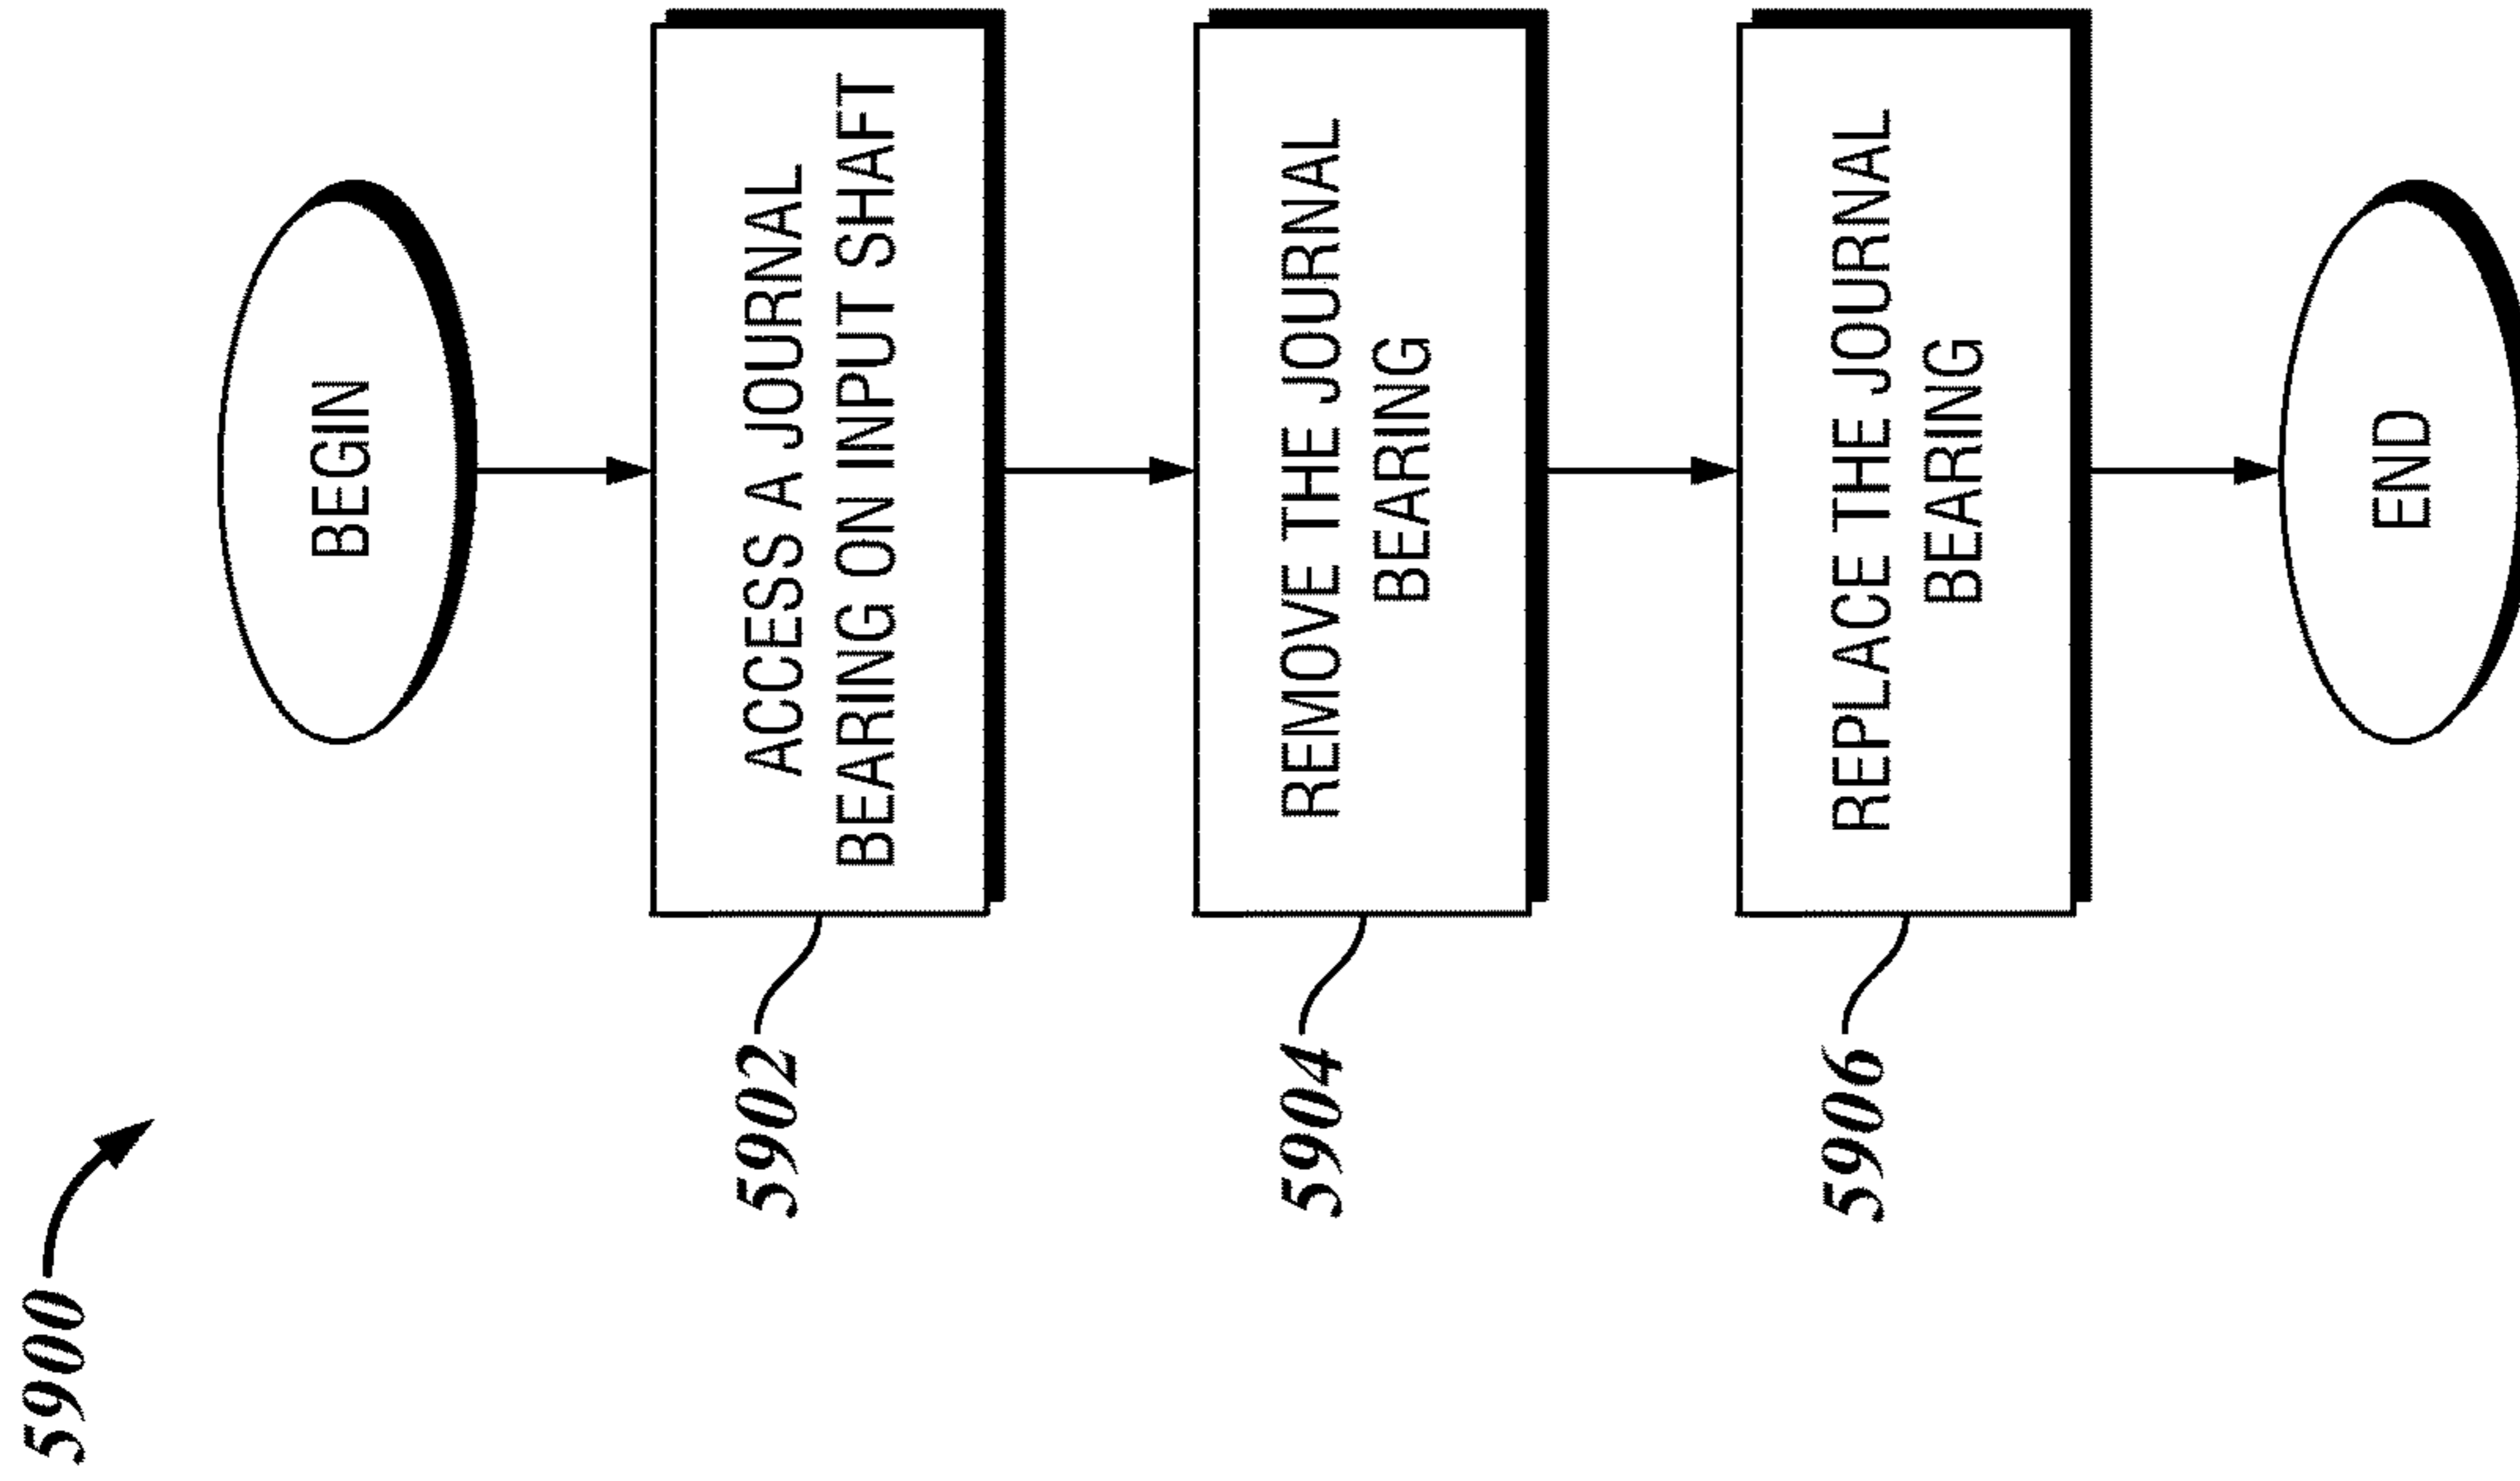 5900
BEGIN
5902
ACCESS A JOURNAL
BEARING ON INPUT SHAFT
5904
REMOVE THE JOURNAL
BEARING
5906
REPLACE THE JOURNAL
BEARING
END